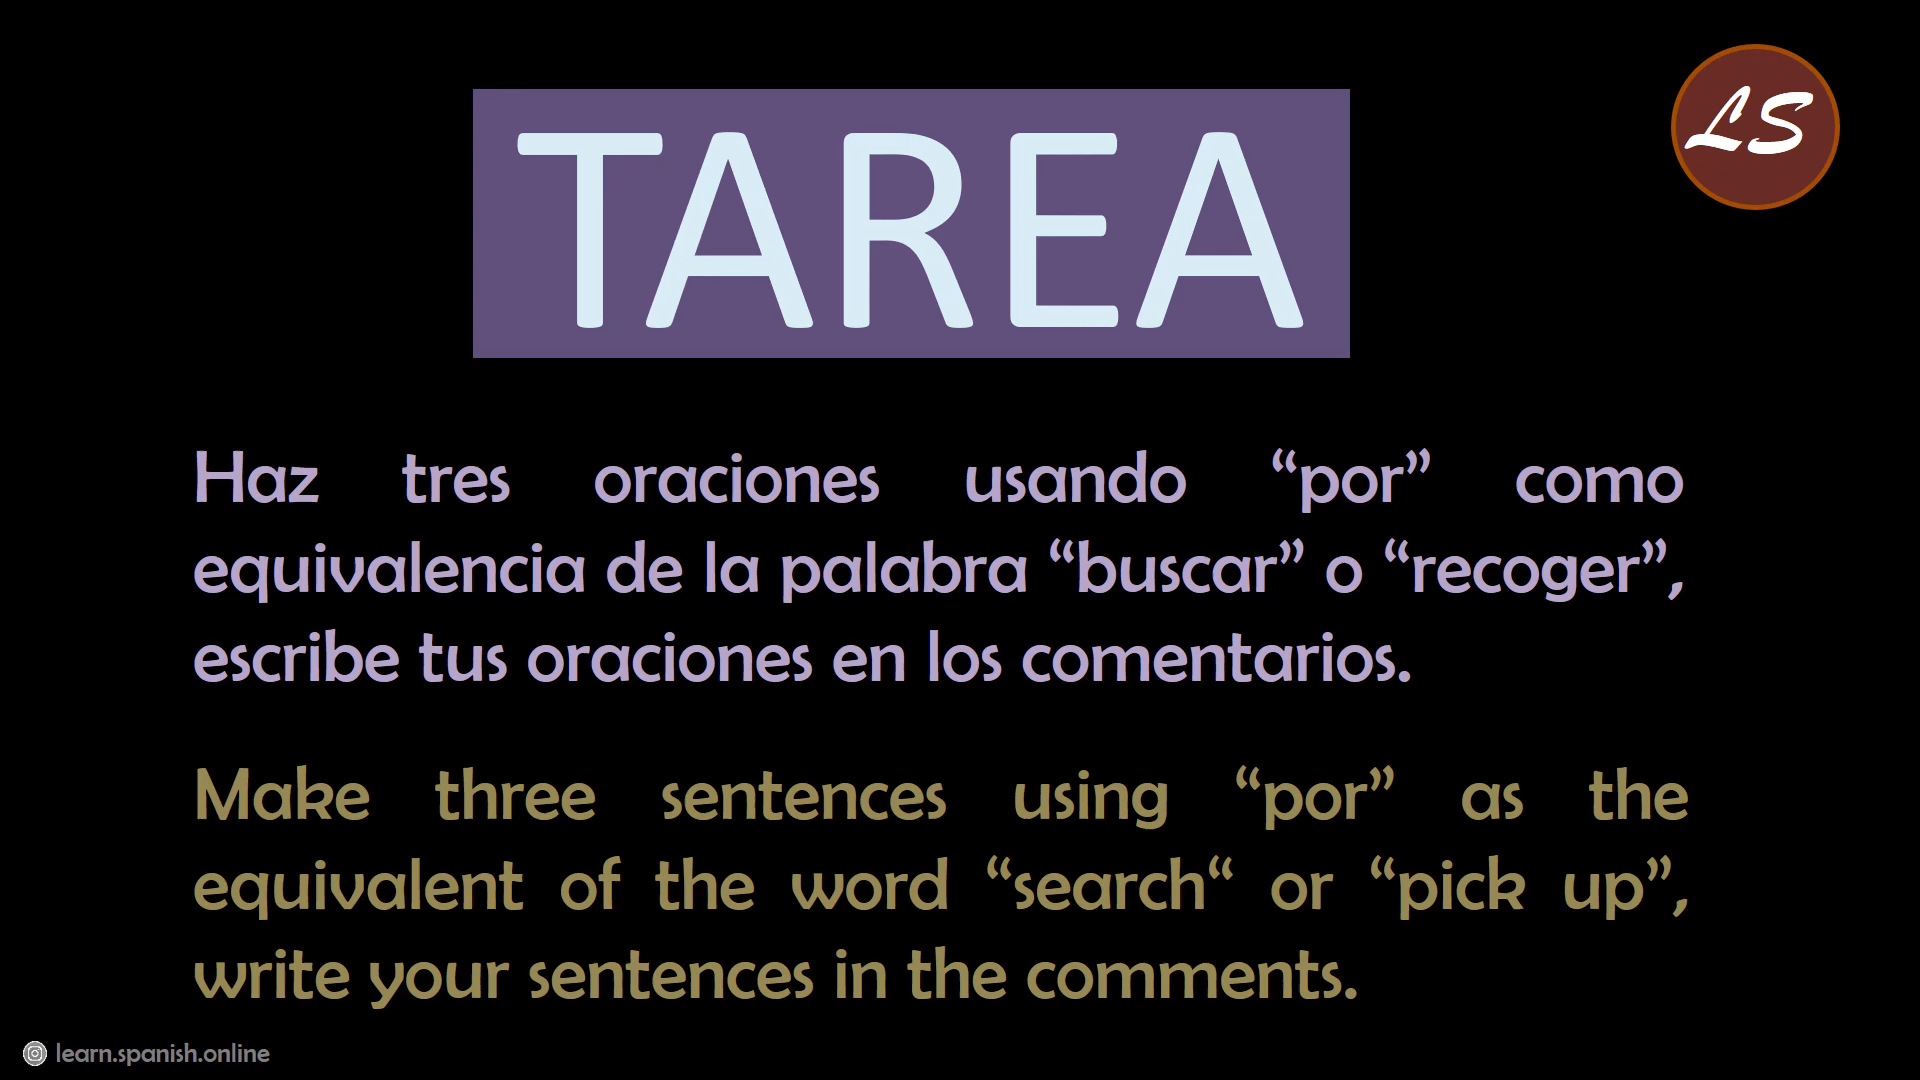 TAREA
LS
Haz tres oraciones usando “por” como
equivalencia de la palabra “buscar” o “recoger”,
escribe tus oraciones en los comentarios.
Make three sentences using “por” as the
equivalent of the word “search“ or “pick up”,
write your sentences in the comments.
learn.spanish.online